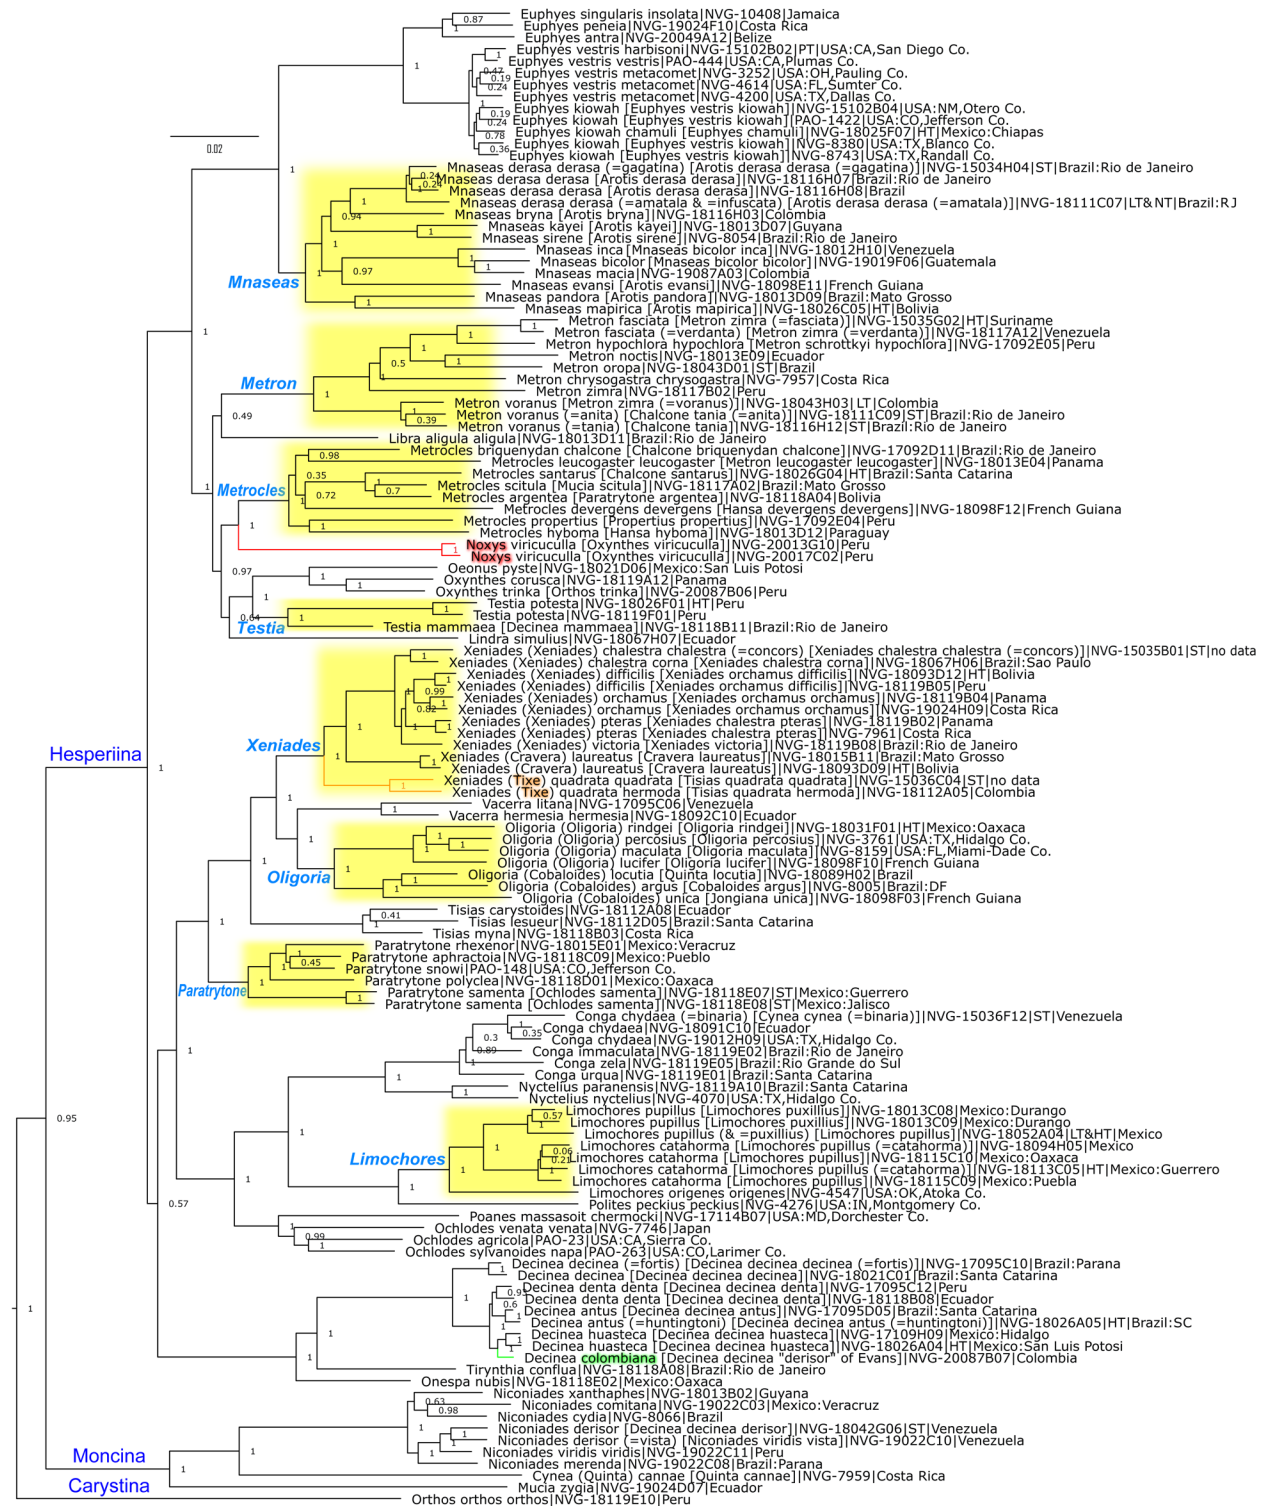 Euphyes singularis insolata|NVG-10408|Jamaica
Euphyes peneia|NVG-19024F10|Costa Rica
Euphyes antra|NVG-20049A12|Belize
Euphyes vestris harbisoni|NVG-15102B02|PT|USA:CA,San Diego Co.
Euphyes vestris vestris|PAO-444|USA:CA,Plumas Co.
Euphyes vestris metacomet|NVG-3252|USA:OH,Pauling Co.
Euphyes vestris metacomet|NVG-4614|USA:FL,Sumter Co.
Euphyes vestris metacomet|NVG-4200|USA:TX,Dallas Co.
Euphyes kiowah [Euphyes vestris kiowah]|NVG-15102B04|USA:NM,Otero Co.
Euphyes kiowah [Euphyes vestris kiowah]|PAO-1422|USA:CO,Jefferson Co.
Euphyes kiowah chamuli [Euphyes chamuli]|NVG-18025F07|HT|Mexico:Chiapas
Euphyes kiowah [Euphyes vestris kiowah]|NVG-8380|USA:TX,Blanco Co.
Euphyes kiowah [Euphyes vestris kiowah]|NVG-8743|USA:TX,Randall Co.
0.02
Mnaseas derasa derasa (=gagatina) [Arotis derasa derasa (=gagatina)]|NVG-15034H04|ST|Brazil:Rio de Janeiro
Mnaseas derasa derasa [Arotis derasa derasa]|NVG-18116H07|Brazil:Rio de Janeiro
Mnaseas derasa derasa [Arotis derasa derasa]|NVG-18116H08|Brazil
Mnaseas derasa derasa (=amatala & =infuscata) [Arotis derasa derasa (=amatala)]|NVG-18111C07|LT&NT|Brazil:RJ
Mnaseas bryna [Arotis bryna]|NVG-18116H03|Colombia
Mnaseas kayei [Arotis kayei]|NVG-18013D07|Guyana
Mnaseas sirene [Arotis sirene]|NVG-8054|Brazil:Rio de Janeiro
Mnaseas inca [Mnaseas bicolor inca]|NVG-18012H10|Venezuela
Mnaseas bicolor [Mnaseas bicolor bicolor]|NVG-19019F06|Guatemala
Mnaseas macia|NVG-19087A03|Colombia
Mnaseas
Mnaseas evansi [Arotis evansi]|NVG-18098E11|French Guiana
Mnaseas pandora [Arotis pandora]|NVG-18013D09|Brazil:Mato Grosso
Mnaseas mapirica [Arotis mapirica]|NVG-18026C05|HT|Bolivia
Metron fasciata [Metron zimra (=fasciata)]|NVG-15035G02|HT|Suriname
Metron fasciata (=verdanta) [Metron zimra (=verdanta)]|NVG-18117A12|Venezuela
Metron hypochlora hypochlora [Metron schrottkyi hypochlora]|NVG-17092E05|Peru
Metron noctis|NVG-18013E09|Ecuador
Metron oropa|NVG-18043D01|ST|Brazil
Metron chrysogastra chrysogastra|NVG-7957|Costa Rica
Metron
Metron zimra|NVG-18117B02|Peru
Metron voranus [Metron zimra (=voranus)]|NVG-18043H03|LT|Colombia
Metron voranus (=anita) [Chalcone tania (=anita)]|NVG-18111C09|ST|Brazil:Rio de Janeiro
Metron voranus (=tania) [Chalcone tania]|NVG-18116H12|ST|Brazil:Rio de Janeiro
Libra aligula aligula|NVG-18013D11|Brazil:Rio de Janeiro
Metrocles briquenydan chalcone [Chalcone briquenydan chalcone]|NVG-17092D11|Brazil:Rio de Janeiro
Metrocles leucogaster leucogaster [Metron leucogaster leucogaster]|NVG-18013E04|Panama
Metrocles santarus [Chalcone santarus]|NVG-18026G04|HT|Brazil:Santa Catarina
Metrocles scitula [Mucia scitula]|NVG-18117A02|Brazil:Mato Grosso
Metrocles
Metrocles argentea [Paratrytone argentea]|NVG-18118A04|Bolivia
Metrocles devergens devergens [Hansa devergens devergens]|NVG-18098F12|French Guiana
Metrocles propertius [Propertius propertius]|NVG-17092E04|Peru
Metrocles hyboma [Hansa hyboma]|NVG-18013D12|Paraguay
Noxys viricuculla [Oxynthes viricuculla]|NVG-20013G10|Peru
Noxys viricuculla [Oxynthes viricuculla]|NVG-20017C02|Peru
Oeonus pyste|NVG-18021D06|Mexico:San Luis Potosi
Oxynthes corusca|NVG-18119A12|Panama
Oxynthes trinka [Orthos trinka]|NVG-20087B06|Peru
Testia potesta|NVG-18026F01|HT|Peru
Testia potesta|NVG-18119F01|Peru
Testia
Testia mammaea [Decinea mammaea]|NVG-18118B11|Brazil:Rio de Janeiro
Lindra simulius|NVG-18067H07|Ecuador
Xeniades (Xeniades) chalestra chalestra (=concors) [Xeniades chalestra chalestra (=concors)]|NVG-15035B01|ST|no data
Xeniades (Xeniades) chalestra corna [Xeniades chalestra corna]|NVG-18067H06|Brazil:Sao Paulo
Xeniades (Xeniades) difficilis [Xeniades orchamus difficilis]|NVG-18093D12|HT|Bolivia
Xeniades (Xeniades) difficilis [Xeniades orchamus difficilis]|NVG-18119B05|Peru
Xeniades (Xeniades) orchamus [Xeniades orchamus orchamus]|NVG-18119B04|Panama
Xeniades (Xeniades) orchamus [Xeniades orchamus orchamus]|NVG-19024H09|Costa Rica
Xeniades (Xeniades) pteras [Xeniades chalestra pteras]|NVG-18119B02|Panama
Xeniades (Xeniades) pteras [Xeniades chalestra pteras]|NVG-7961|Costa Rica
Xeniades
Xeniades (Xeniades) victoria [Xeniades victoria]|NVG-18119B08|Brazil:Rio de Janeiro
Hesperiina
Xeniades (Cravera) laureatus [Cravera laureatus]|NVG-18015B11|Brazil:Mato Grosso
Xeniades (Cravera) laureatus [Cravera laureatus]|NVG-18093D09|HT|Bolivia
Xeniades (Tixe) quadrata quadrata [Tisias quadrata quadrata]|NVG-15036C04|ST|no data
Xeniades (Tixe) quadrata hermoda [Tisias quadrata hermoda]|NVG-18112A05|Colombia
Vacerra litana|NVG-17095C06|Venezuela
Vacerra hermesia hermesia|NVG-18092C10|Ecuador
Oligoria (Oligoria) rindgei [Oligoria rindgei]|NVG-18031F01|HT|Mexico:Oaxaca
Oligoria (Oligoria) percosius [Oligoria percosius]|NVG-3761|USA:TX,Hidalgo Co.
Oligoria (Oligoria) maculata [Oligoria maculata]|NVG-8159|USA:FL,Miami-Dade Co.
Oligoria (Oligoria) lucifer [Oligoria lucifer]|NVG-18098F10|French Guiana
Oligoria
Oligoria (Cobaloides) locutia [Quinta locutia]|NVG-18089H02|Brazil
Oligoria (Cobaloides) argus [Cobaloides argus]|NVG-8005|Brazil:DF
Oligoria (Cobaloides) unica [Jongiana unica]|NVG-18098F03|French Guiana
Tisias carystoides|NVG-18112A08|Ecuador
Tisias lesueur|NVG-18112D05|Brazil:Santa Catarina
Tisias myna|NVG-18118B03|Costa Rica
Paratrytone rhexenor|NVG-18015E01|Mexico:Veracruz
Paratrytone aphractoia|NVG-18118C09|Mexico:Pueblo
Paratrytone snowi|PAO-148|USA:CO,Jefferson Co.
Paratrytone polyclea|NVG-18118D01|Mexico:Oaxaca
Paratrytone
Paratrytone samenta [Ochlodes samenta]|NVG-18118E07|ST|Mexico:Guerrero
Paratrytone samenta [Ochlodes samenta]|NVG-18118E08|ST|Mexico:Jalisco
Conga chydaea (=binaria) [Cynea cynea (=binaria)]|NVG-15036F12|ST|Venezuela
Conga chydaea|NVG-18091C10|Ecuador
Conga chydaea|NVG-19012H09|USA:TX,Hidalgo Co.
Conga immaculata|NVG-18119E02|Brazil:Rio de Janeiro
Conga zela|NVG-18119E05|Brazil:Rio Grande do Sul
Conga urqua|NVG-18119E01|Brazil:Santa Catarina
Nyctelius paranensis|NVG-18119A10|Brazil:Santa Catarina
Nyctelius nyctelius|NVG-4070|USA:TX,Hidalgo Co.
Limochores pupillus [Limochores puxillius]|NVG-18013C08|Mexico:Durango
Limochores pupillus [Limochores puxillius]|NVG-18013C09|Mexico:Durango
Limochores pupillus (& =puxillius) [Limochores pupillus]|NVG-18052A04|LT&HT|Mexico
Limochores catahorma [Limochores pupillus (=catahorma)]|NVG-18094H05|Mexico
Limochores catahorma [Limochores pupillus]|NVG-18115C10|Mexico:Oaxaca
Limochores
Limochores catahorma [Limochores pupillus (=catahorma)]|NVG-18113C05|HT|Mexico:Guerrero
Limochores catahorma [Limochores pupillus]|NVG-18115C09|Mexico:Puebla
Limochores origenes origenes|NVG-4547|USA:OK,Atoka Co.
Polites peckius peckius|NVG-4276|USA:IN,Montgomery Co.
Poanes massasoit chermocki|NVG-17114B07|USA:MD,Dorchester Co.
Ochlodes venata venata|NVG-7746|Japan
Ochlodes agricola|PAO-23|USA:CA,Sierra Co.
Ochlodes sylvanoides napa|PAO-263|USA:CO,Larimer Co.
Decinea decinea (=fortis) [Decinea decinea decinea (=fortis)]|NVG-17095C10|Brazil:Parana
Decinea decinea [Decinea decinea decinea]|NVG-18021C01|Brazil:Santa Catarina
Decinea denta denta [Decinea decinea denta]|NVG-17095C12|Peru
Decinea denta denta [Decinea decinea denta]|NVG-18118B08|Ecuador
Decinea antus [Decinea decinea antus]|NVG-17095D05|Brazil:Santa Catarina
Decinea antus (=huntingtoni) [Decinea decinea antus (=huntingtoni)]|NVG-18026A05|HT|Brazil:SC
Decinea huasteca [Decinea decinea huasteca]|NVG-17109H09|Mexico:Hidalgo
Decinea huasteca [Decinea decinea huasteca]|NVG-18026A04|HT|Mexico:San Luis Potosi
Decinea colombiana [Decinea decinea "derisor" of Evans]|NVG-20087B07|Colombia
Tirynthia conflua|NVG-18118A08|Brazil:Rio de Janeiro
Onespa nubis|NVG-18118E02|Mexico:Oaxaca
Niconiades xanthaphes|NVG-18013B02|Guyana
Niconiades comitana|NVG-19022C03|Mexico:Veracruz
Niconiades cydia|NVG-8066|Brazil
Niconiades derisor [Decinea decinea derisor]|NVG-18042G06|ST|Venezuela
Niconiades derisor (=vista) [Niconiades viridis vista]|NVG-19022C10|Venezuela
Niconiades viridis viridis|NVG-19022C11|Peru
Moncina
Niconiades merenda|NVG-19022C08|Brazil:Parana
Cynea (Quinta) cannae [Quinta cannae]|NVG-7959|Costa Rica
Carystina
Mucia zygia|NVG-19024D07|Ecuador
Orthos orthos orthos|NVG-18119E10|Peru